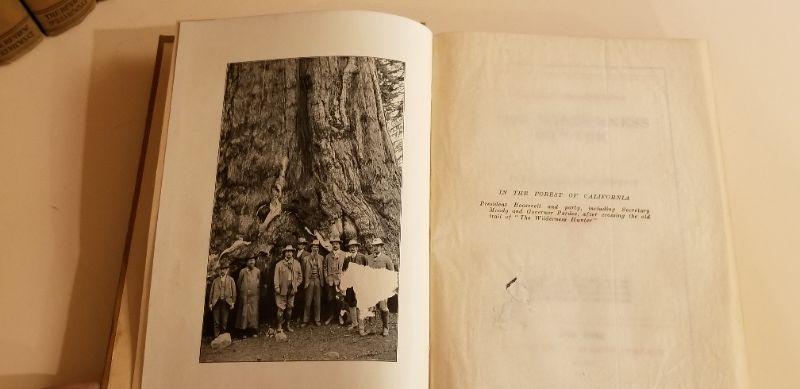 IN THE FOREST OF CALIFORNIA
President Roosevelt and party, including Secretary
Moody and Governor Pardee, after crossing the old
trail of "The Wilderness Hunter"